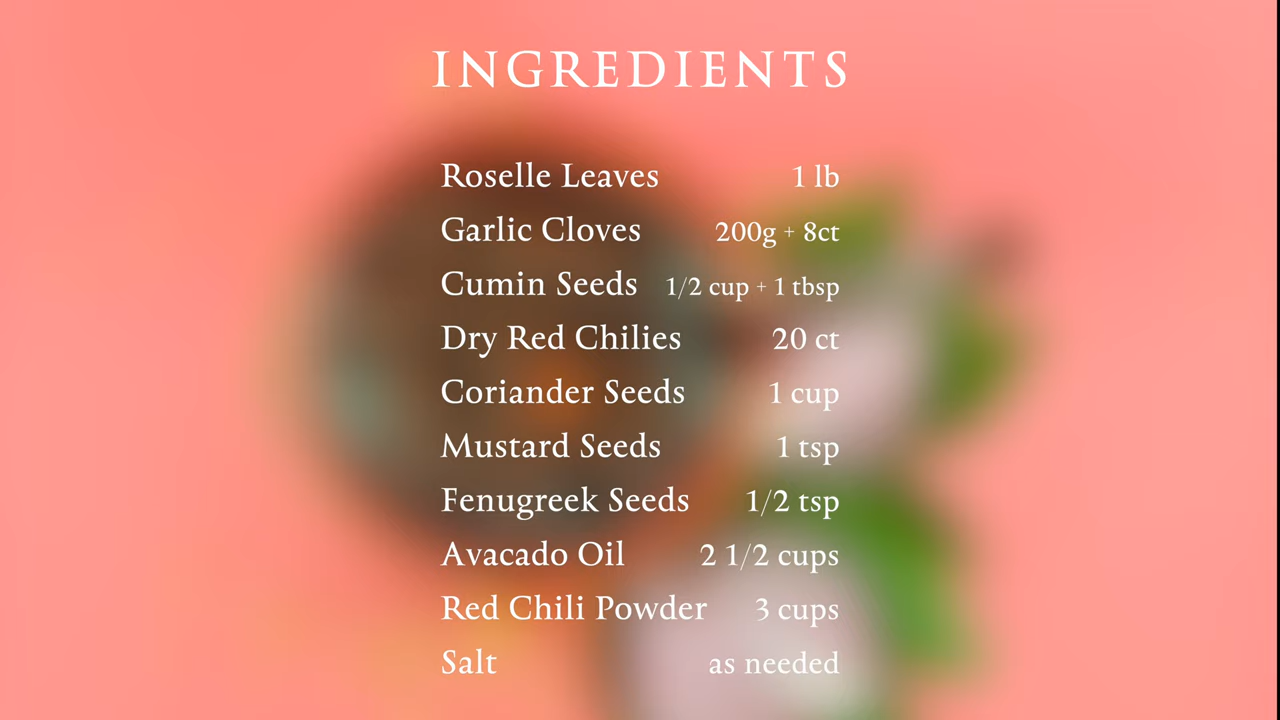 INGREDIENTS
Roselle Leaves 1 lb
Garlic Cloves 200g + 8ct
Cumin Seeds 1/2 cup + 1 tbsp
Dry Red Chilies 20 ct
Coriander Seeds 1 cup
Mustard Seeds 1 tsp
Fenugreek Seeds 1/2 tsp
Avacado Oil 2 1/2 cups
Red Chili Powder 3 cups
Salt as needed